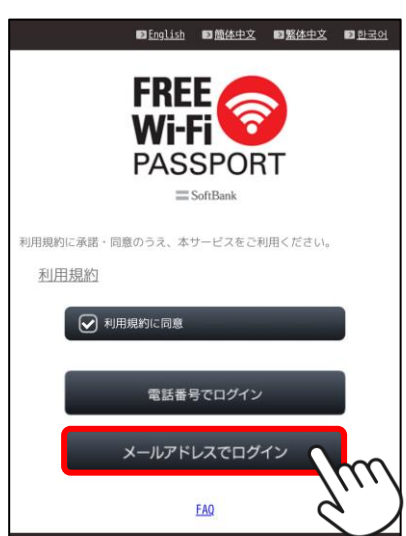 English 簡体中文 繁体中文 한국어
FREE
Wi-Fi
PASSPORT
SoftBank
利用規約に承諾・同意のうえ、本サービスをご利用ください。
利用規約
利用規約に同意
電話番号でログイン
メールアドレスでログイン
FAQ